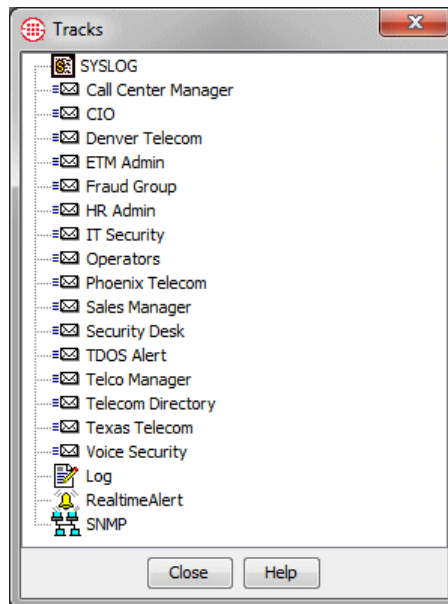 Tracks
SYSLOG
Call Center Manager
CIO
Denver Telecom
ETM Admin
Fraud Group
HR Admin
IT Security
Operators
Phoenix Telecom
Sales Manager
Security Desk
TDOS Alert
Telco Manager
Telecom Directory
Texas Telecom
Voice Security
Log
RealtimeAlert
SNMP
Close Help